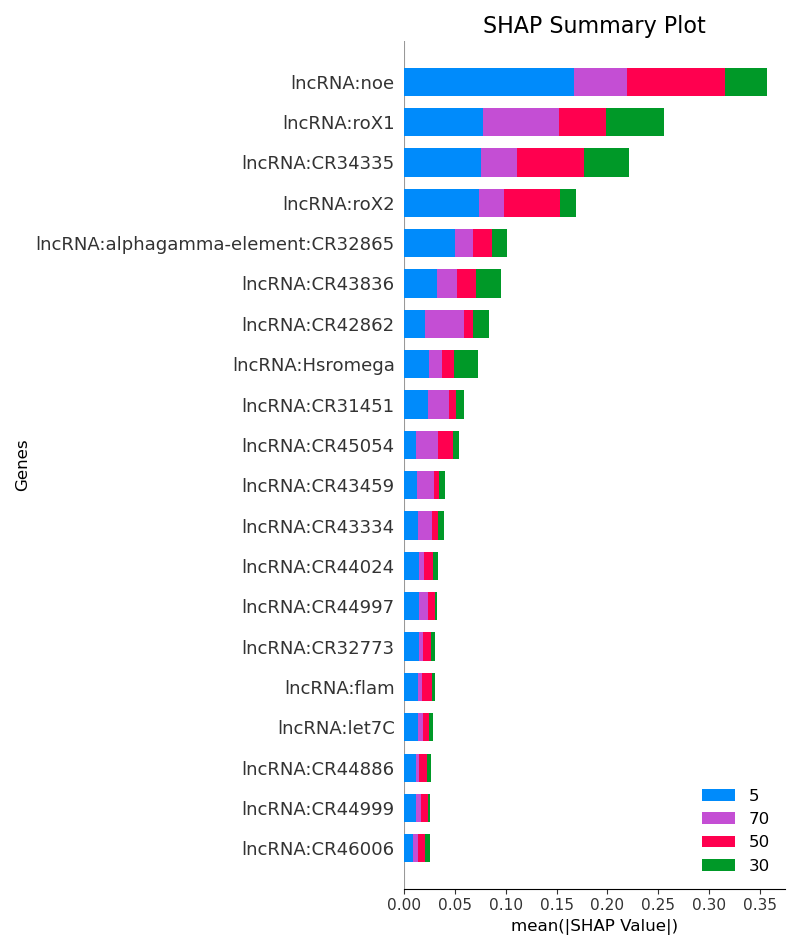 SHAP Summary Plot
lncRNA:noe
lncRNA:roX1
lncRNA:CR34335
lncRNA:roX2
lncRNA:alphagamma-element:CR32865
lncRNA:CR43836
lncRNA:CR42862
lncRNA:Hsromega
lncRNA:CR31451
lncRNA:CR45054
lncRNA:CR43459
lncRNA:CR43334
lncRNA:CR44024
lncRNA:CR44997
lncRNA:CR32773
lncRNA:flam
lncRNA:let7C
lncRNA:CR44886
lncRNA:CR44999
lncRNA:CR46006
Genes
5
70
50
30
0.00 0.05 0.10 0.15 0.20 0.25 0.30 0.35
mean(|SHAP Value|)